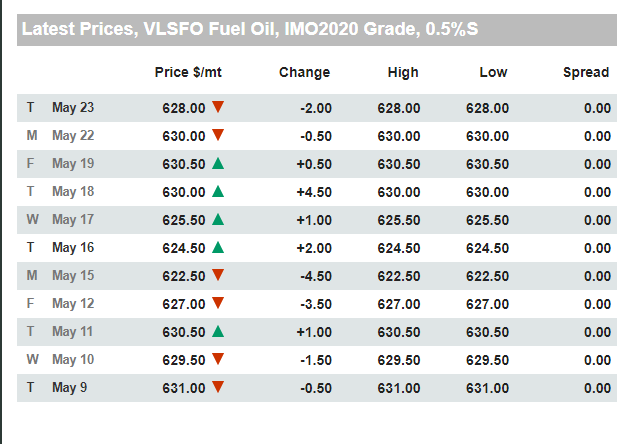 Latest Prices, VLSFO Fuel Oil, IMO2020 Grade, 0.5%S
Price $/mt Change High Low Spread
T May 23 628.00 -2.00 628.00 628.00 0.00
M May 22 630.00 -0.50 630.00 630.00 0.00
F May 19 630.50 +0.50 630.50 630.50 0.00
T May 18 630.00 +4.50 630.00 630.00 0.00
W May 17 625.50 +1.00 625.50 625.50 0.00
T May 16 624.50 +2.00 624.50 624.50 0.00
M May 15 622.50 -4.50 622.50 622.50 0.00
F May 12 627.00 -3.50 627.00 627.00 0.00
T May 11 630.50 +1.00 630.50 630.50 0.00
W May 10 629.50 -1.50 629.50 629.50 0.00
T May 9 631.00 -0.50 631.00 631.00 0.00